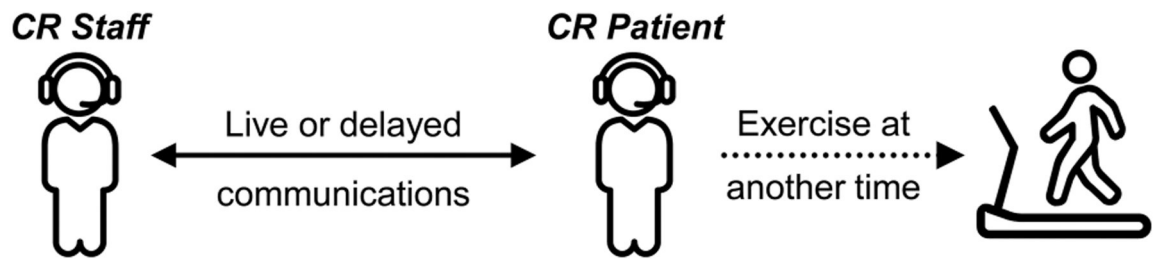 CR Staff
CR Patient
Live or delayed
communications
Exercise at
another time